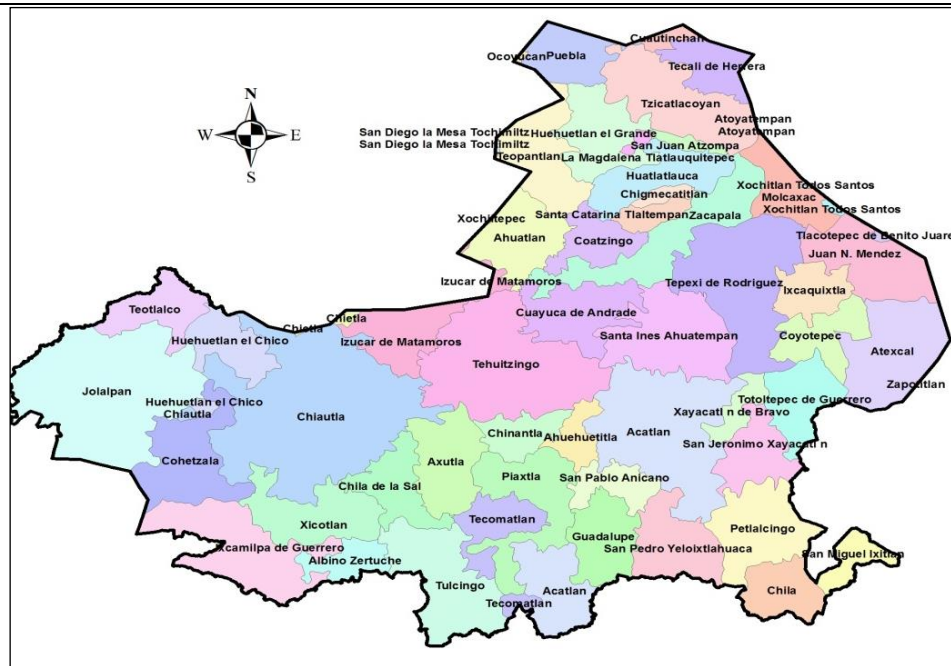 Cuautinchan
Ocoyucan
Puebla
Tecali de Herrera
N
W
E
S
Tzicatlacoyan
Atoyatempan
Atoyatempan
San Diego la Mesa Tochimiltz
San Diego la Mesa Tochimiltz
Huehuetlan el Grande
San Juan Atzompa
Teopantlan
La Magdalena Tlatlauquitepec
Huatlatlauca
Xochitlan Todos Santos
Chigmecatitlan
Molcaxac
Xochitlan Todos Santos
Xochiltepec
Santa Catarina Tlaltempan
Zacapala
Ahuatlan
Coatzingo
Tlacotepec de Benito Juare
Juan N. Mendez
Izucar de Matamoros
Tepexi de Rodriguez
Ixcaquixtla
Teotlalco
Cuayuca de Andrade
Chietla
Chietla
Huehuetlan el Chico
Izucar de Matamoros
Santa Ines Ahuatempan
Coyotepec
Atexcal
Tehuitzingo
Jolalpan
Zapotitlan
Huehuetlan el Chico
Chiautla
Chiautla
Totoltepec de Guerrero
Xayacatl n de Bravo
Chinantla
Ahuehuetitla
Acatlan
San Jeronimo Xayacatl n
Cohetzala
Axutla
Chila de la Sal
Piaxtla
San Pablo Anicano
Xicotlan
Tecomatlan
Petlalcingo
Guadalupe
Xcamilpa de Guerrero
San Pedro Yeloixtlahuaca
San Miguel Ixitlan
Albino Zertuche
Tulcingo
Acatlan
Chila
Tecomatlan